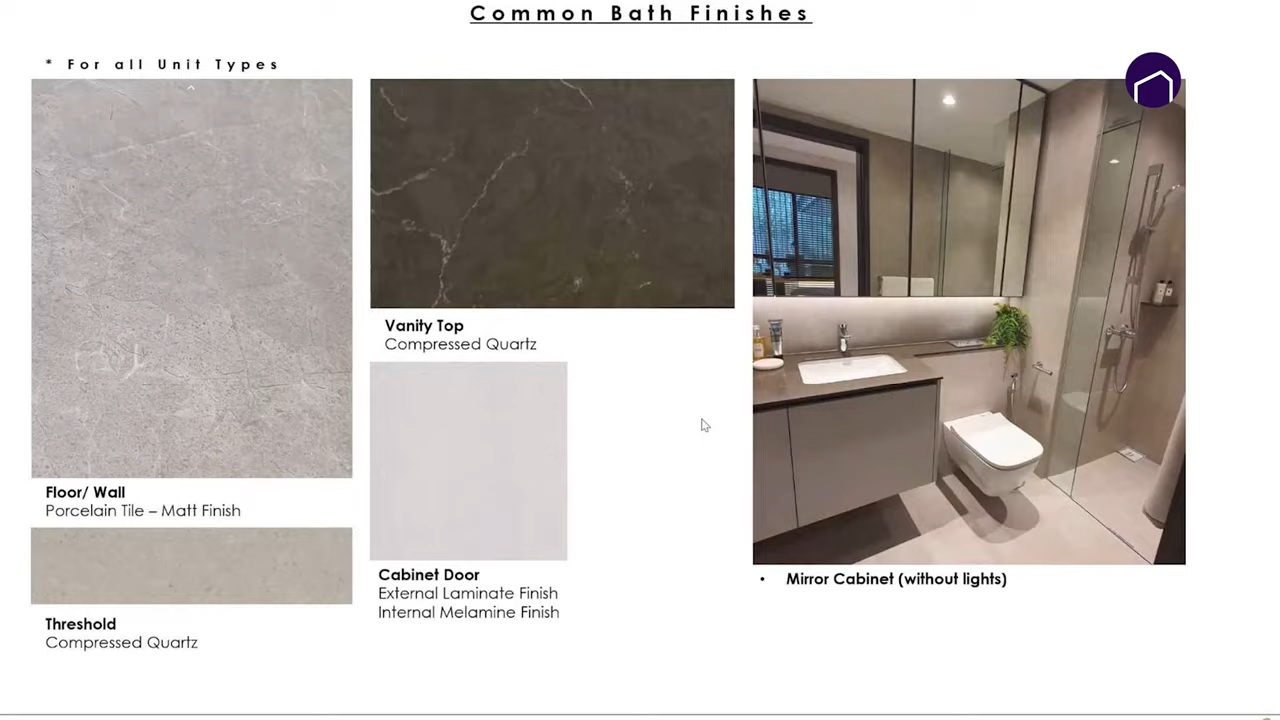 Common Bath Finishes
* For all Unit Types
Floor/ Wall
Porcelain Tile – Matt Finish
Threshold
Compressed Quartz
Vanity Top
Compressed Quartz
Cabinet Door
External Laminate Finish
Internal Melamine Finish
• Mirror Cabinet (without lights)